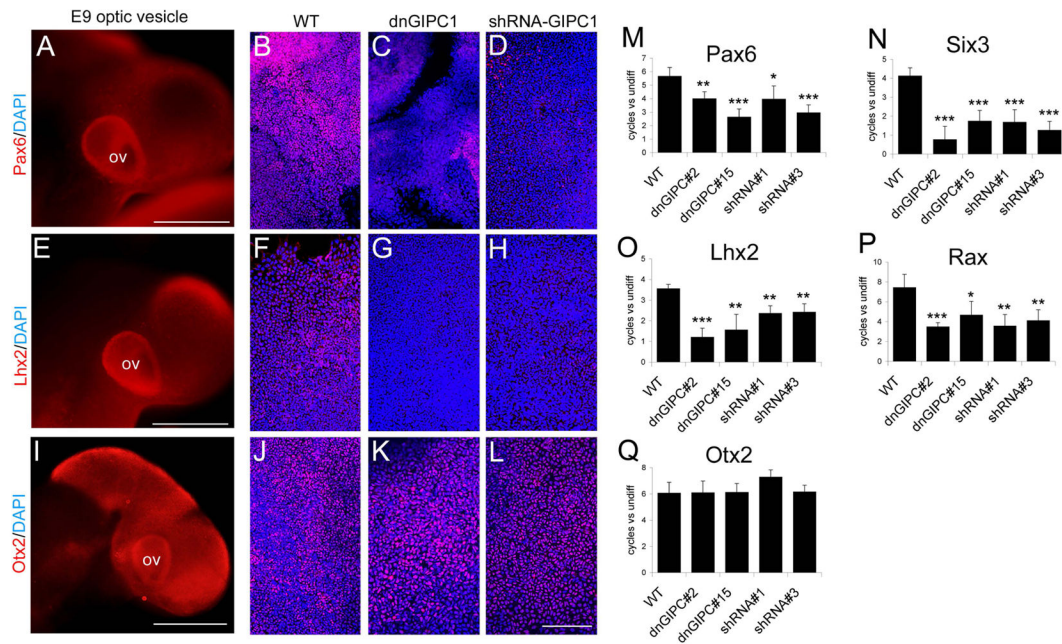 E9 optic vesicle
WT
dnGIPC1
shRNA-GIPC1
Pax6/DAPI
A
ov
B
C
D
Lhx2/DAPI
E
ov
F
G
H
Otx2/DAPI
I
ov
J
K
L
M
Pax6
cycles vs undiff
7
6
5
4
3
2
1
0
**
***
*
***
WT
dnGIPC#2
dnGIPC#15
shRNA#1
shRNA#3
N
Six3
cycles vs undiff
5
4
3
2
1
0
***
***
***
***
WT
dnGIPC#2
dnGIPC#15
shRNA#1
shRNA#3
O
Lhx2
cycles vs undiff
5
4
3
2
1
0
***
**
**
**
WT
dnGIPC#2
dnGIPC#15
shRNA#1
shRNA#3
P
Rax
cycles vs undiff
10
8
6
4
2
0
***
*
**
**
WT
dnGIPC#2
dnGIPC#15
shRNA#1
shRNA#3
Q
Otx2
cycles vs undiff
8
6
4
2
0
WT
dnGIPC#2
dnGIPC#15
shRNA#1
shRNA#3